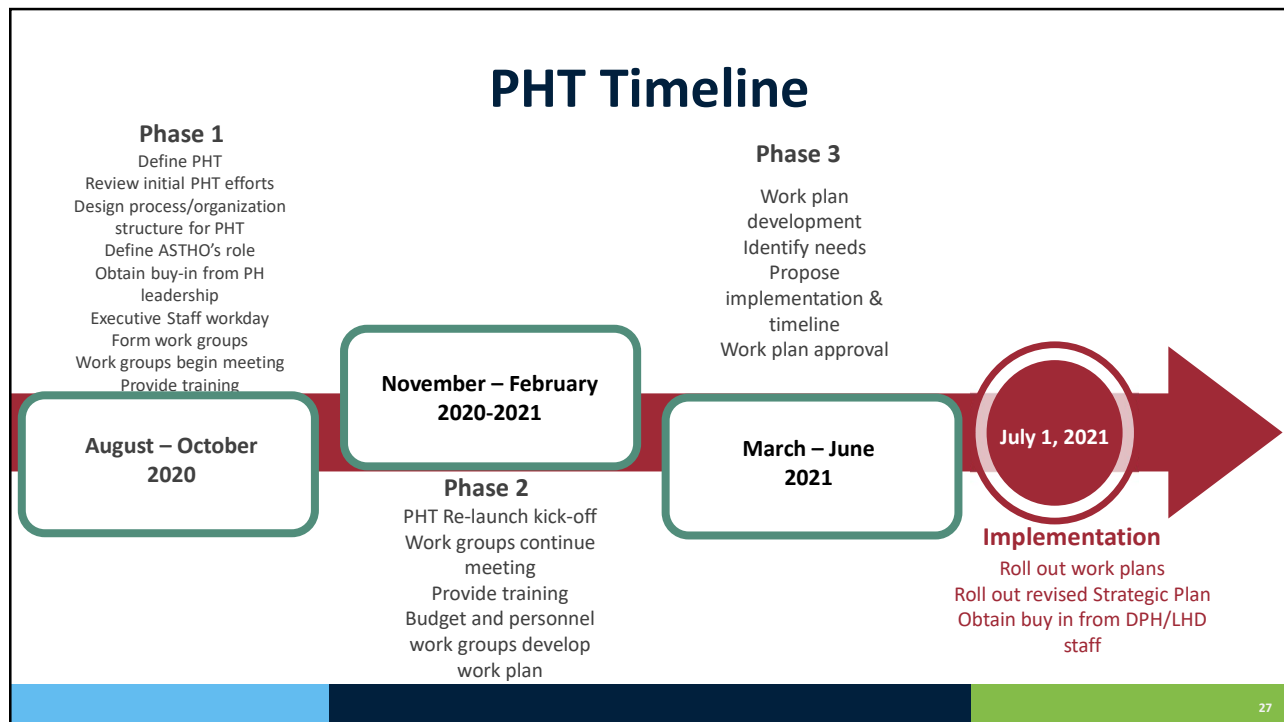 PHT Timeline
Phase 1
Define PHT
Review initial PHT efforts
Design process/organization
structure for PHT
Define ASTHO’s role
Obtain buy-in from PH
leadership
Executive Staff workday
Form work groups
Work groups begin meeting
Provide training
August – October
2020
November – February
2020-2021
Phase 2
PHT Re-launch kick-off
Work groups continue
meeting
Provide training
Budget and personnel
work groups develop
work plan
Phase 3
Work plan
development
Identify needs
Propose
implementation &
timeline
Work plan approval
March – June
2021
July 1, 2021
Implementation
Roll out work plans
Roll out revised Strategic Plan
Obtain buy in from DPH/LHD
staff
27